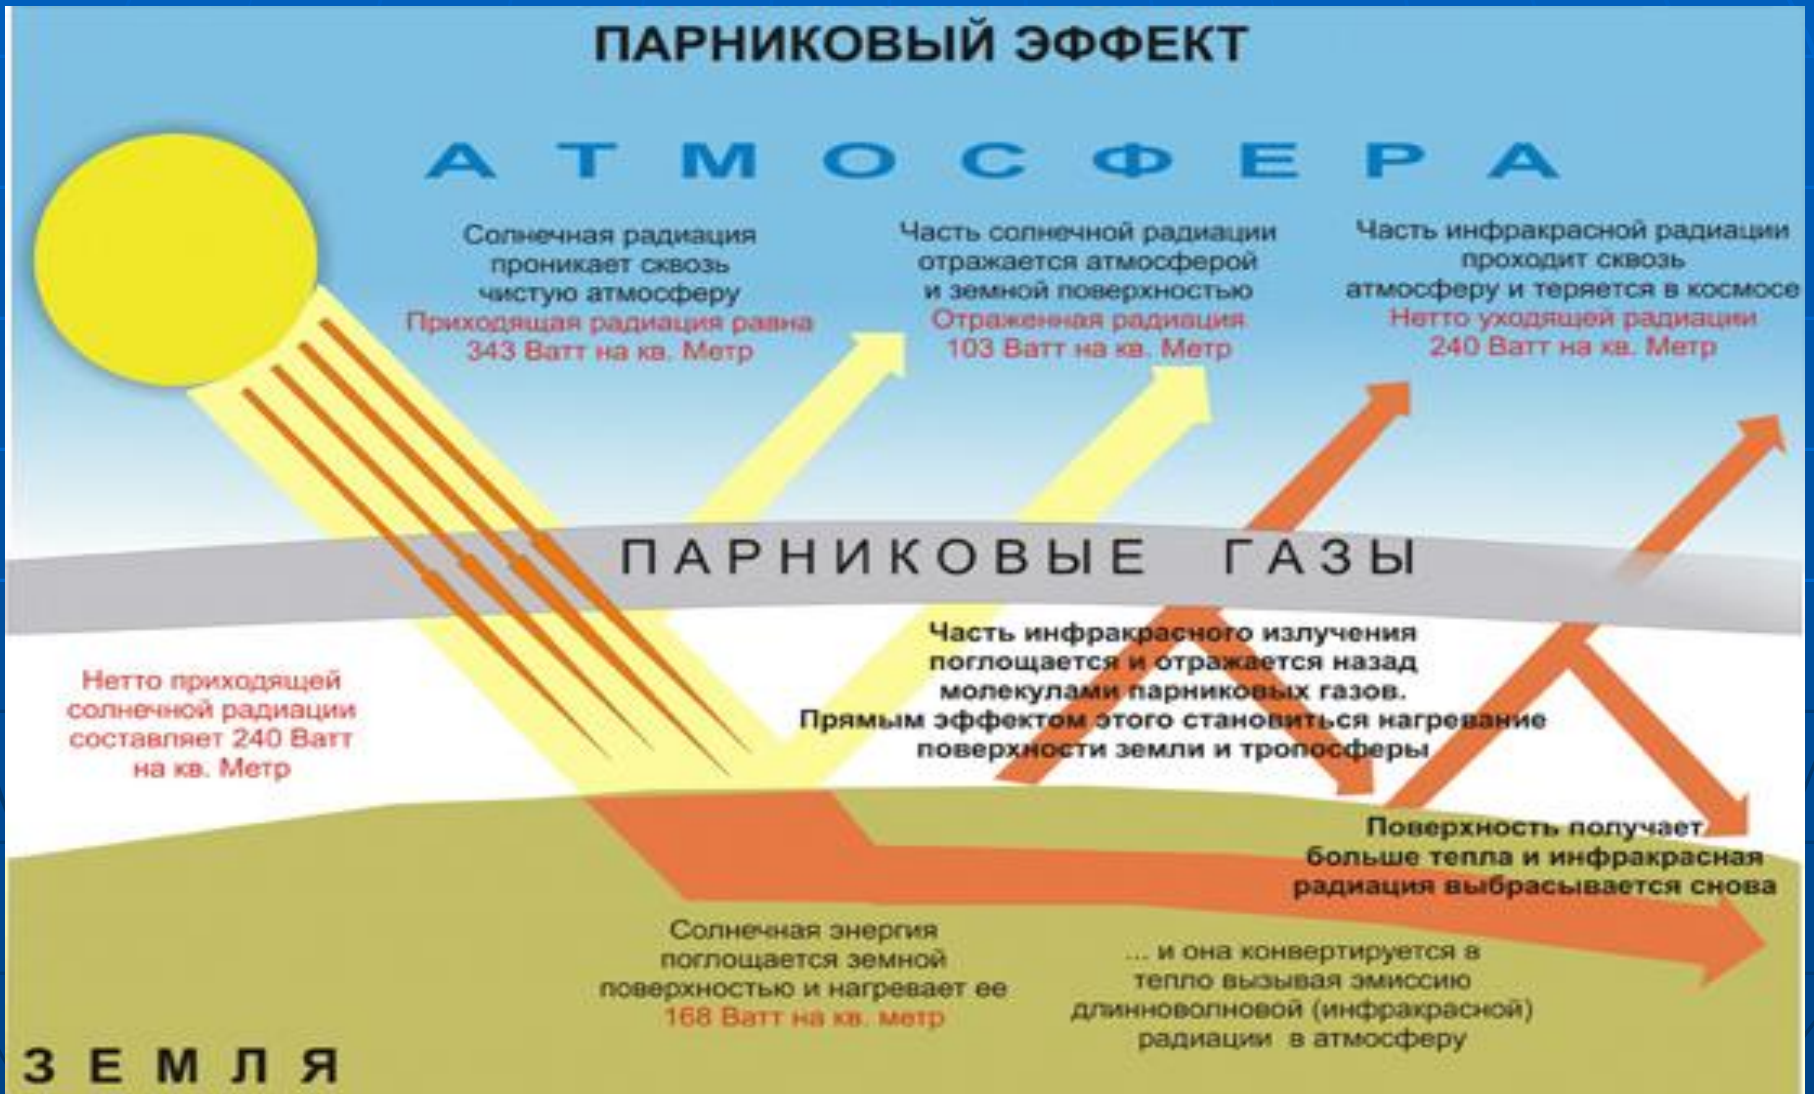 ПАРНИКОВЫЙ ЭФФЕКТ
АТМОСФЕРА
Солнечная радиация
проникает сквозь
чистую атмосферу
Приходящая радиация равна
343 Ватт на кв. Метр
Часть солнечной радиации
отражается атмосферой
и земной поверхностью
Отраженная радиация
103 Ватт на кв. Метр
Часть инфракрасной радиации
проходит сквозь
атмосферу и теряется в космосе
Нетто уходящей радиации
240 Ватт на кв. Метр
ПАРНИКОВЫЕ ГАЗЫ
Нетто приходящей
солнечной радиации
составляет 240 Ватт
на кв. Метр
Часть инфракрасного излучения
поглощается и отражается назад
молекулами парниковых газов.
Прямым эффектом этого становиться нагревание
поверхности земли и тропосферы
Поверхность получает
больше тепла и инфракрасная
радиация выбрасывается снова
Солнечная энергия
поглощается земной
поверхностью и нагревает ее
168 Ватт на кв. метр
... и она конвертируется в
тепло вызывая эмиссию
длинноволновой (инфракрасной)
радиации в атмосферу
ЗЕМЛЯ